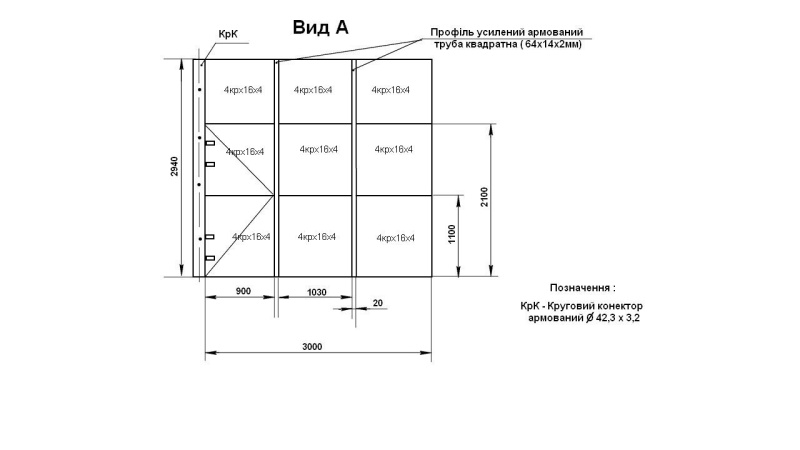 Вид А
КрК
Профіль усилений армований
труба квадратна ( 64х14х2мм)
4крх16х4
4крх16х4
4крх16х4
4крх16х4
4крх16х4
4крх16х4
4крх16х4
4крх16х4
4крх16х4
2940
2100
1100
900
1030
20
3000
Позначення :
КрК - Круговий конектор
армований Ø 42,3 х 3,2